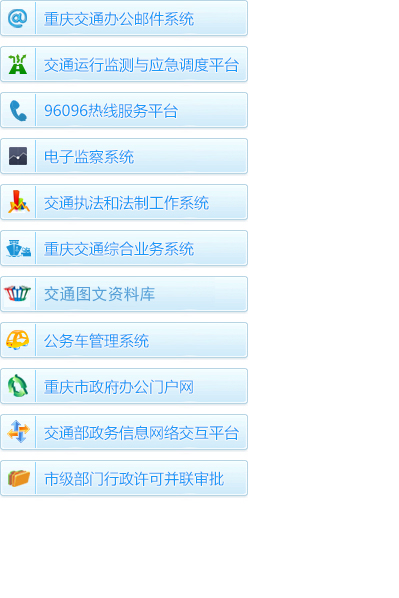 重庆交通办公邮件系统
交通运行监测与应急调度平台
96096热线服务平台
电子监察系统
交通执法和法制工作系统
重庆交通综合业务系统
交通图文资料库
公务车管理系统
重庆市政府办公门户网
交通部政务信息网络交互平台
市级部门行政许可并联审批